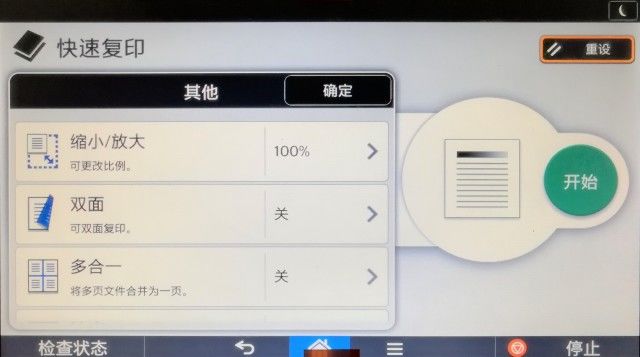 快速复印
重设
其他
确定
缩小/放大
可更改比例。
100%
双面
可双面复印。
关
多合一
将多页文件合并为一页。
关
开始
检查状态
停止